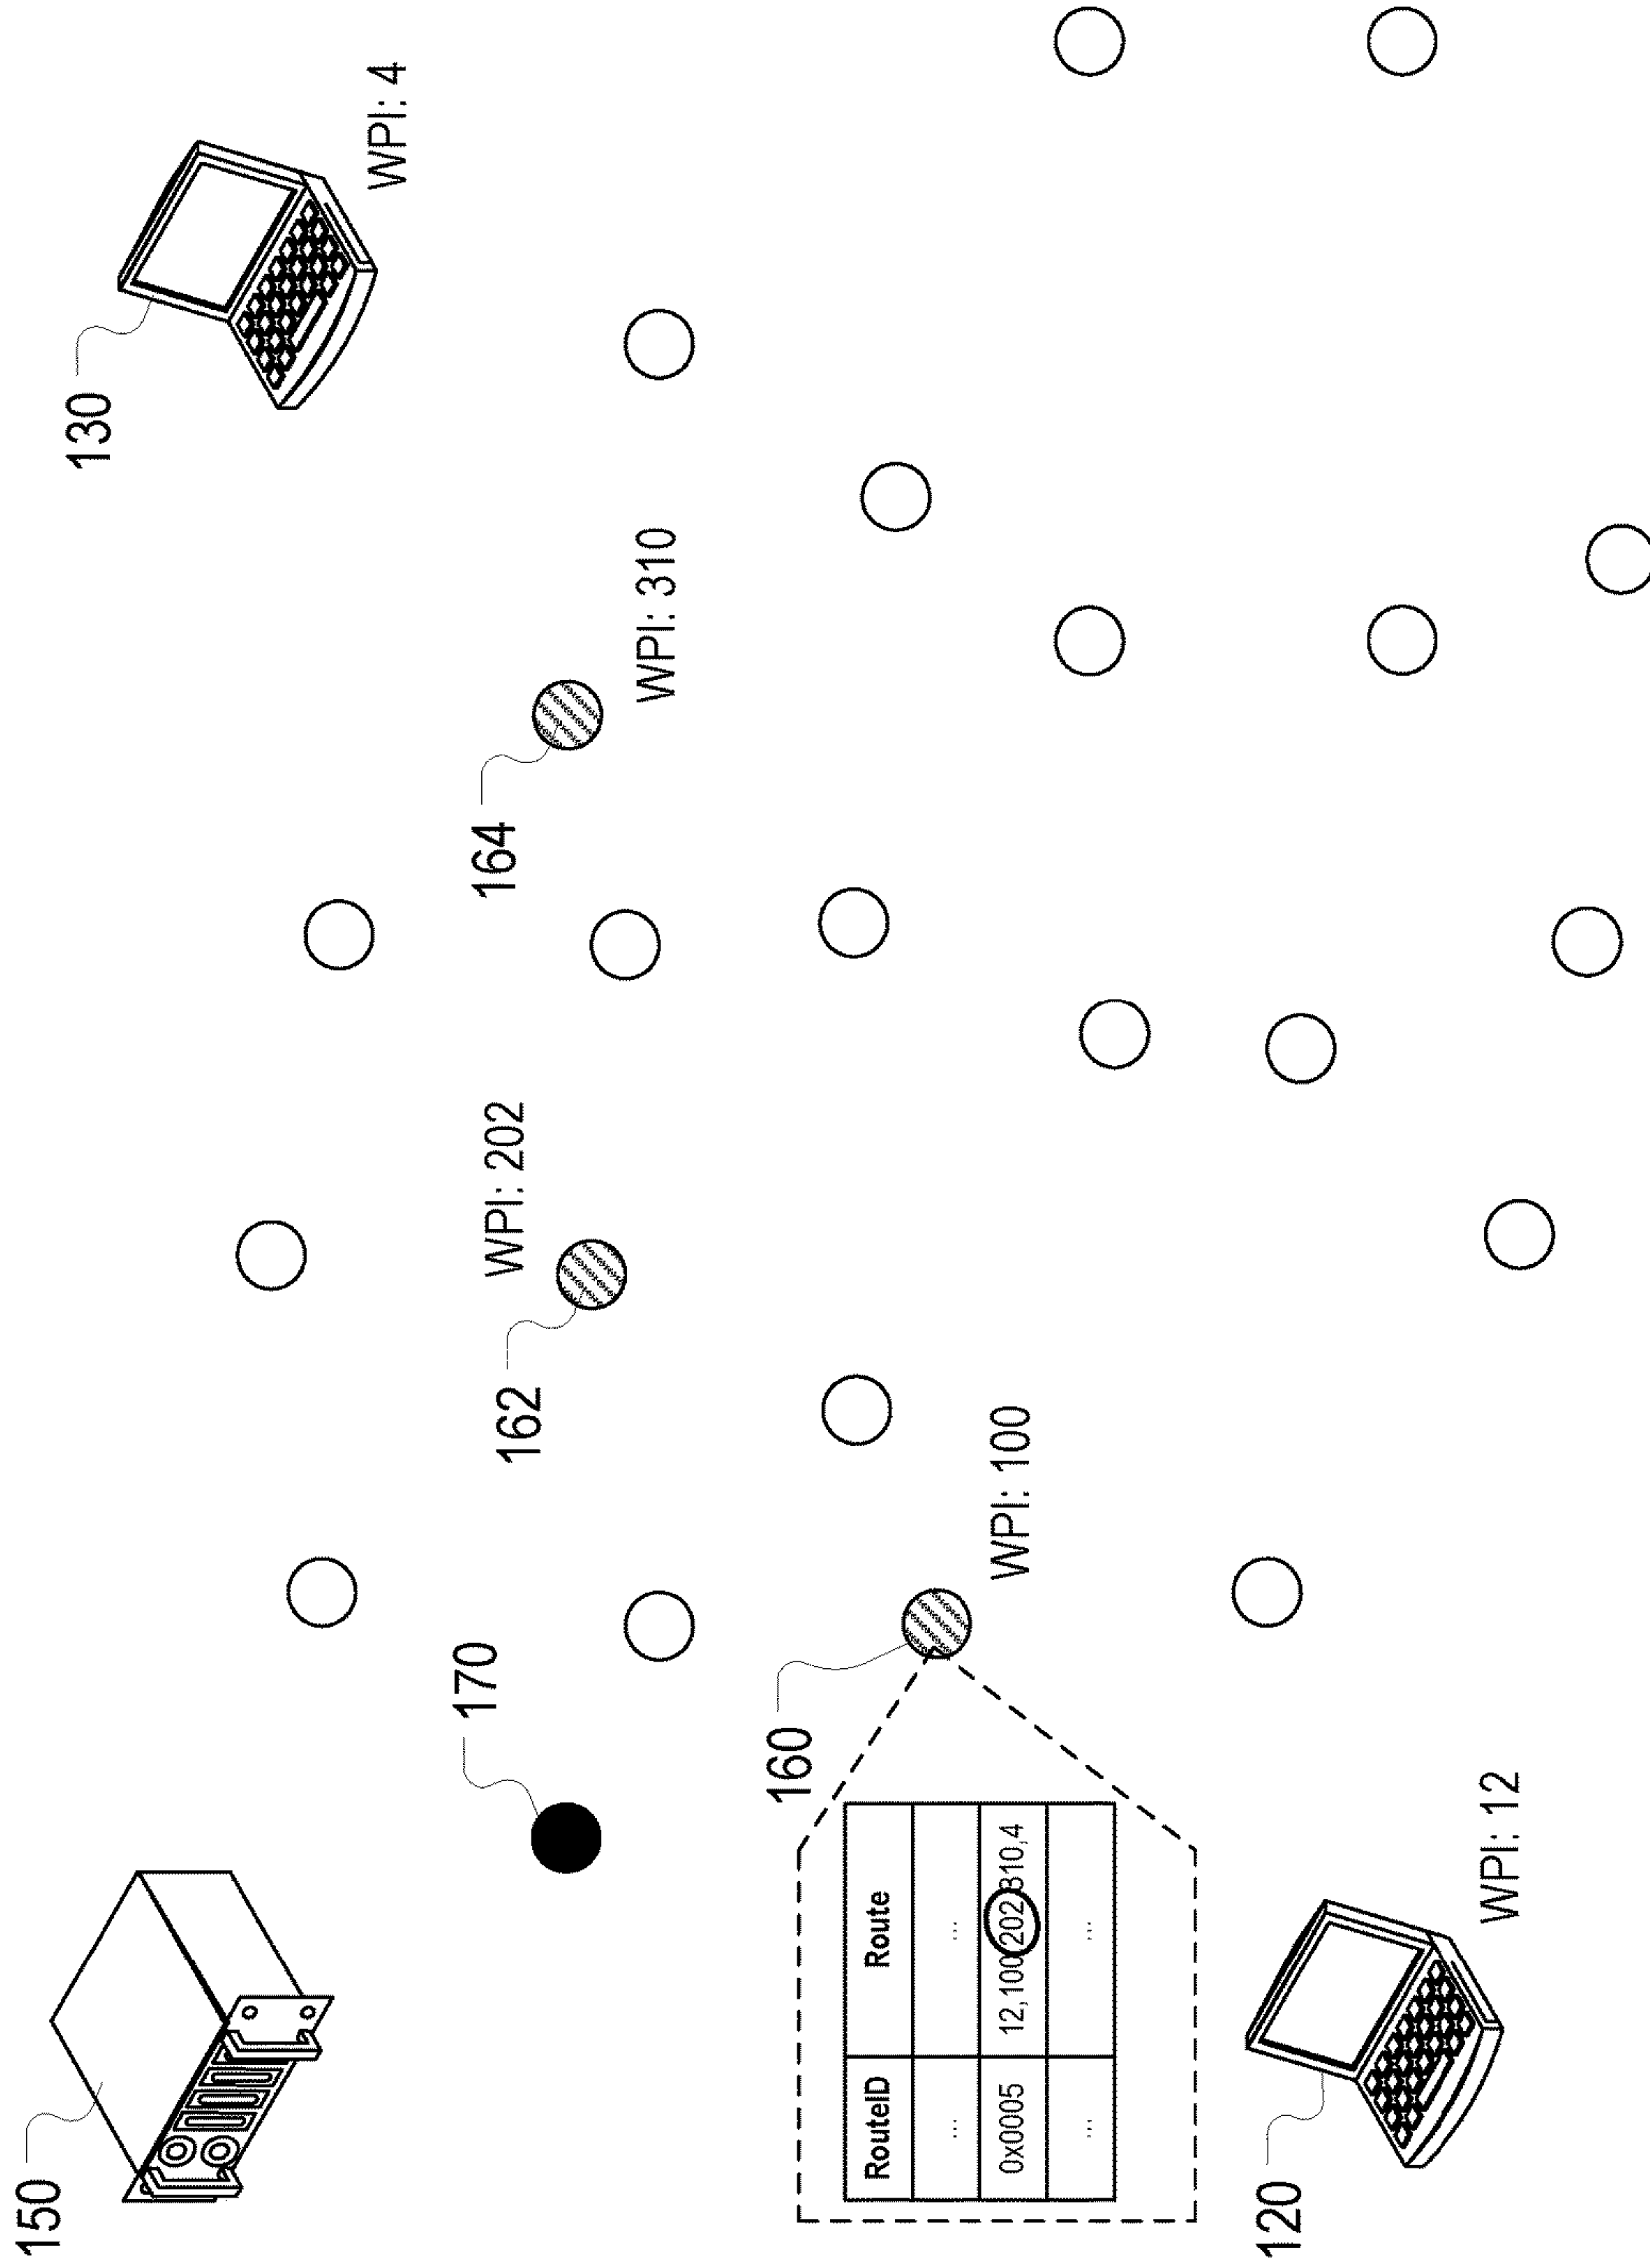 150
130
WPI: 4
170
162
WPI: 202
164
WPI: 310
160
WPI: 100
RouteID Route
... ...
0x0005 12,100,202,310,4
... ...
120
WPI: 12